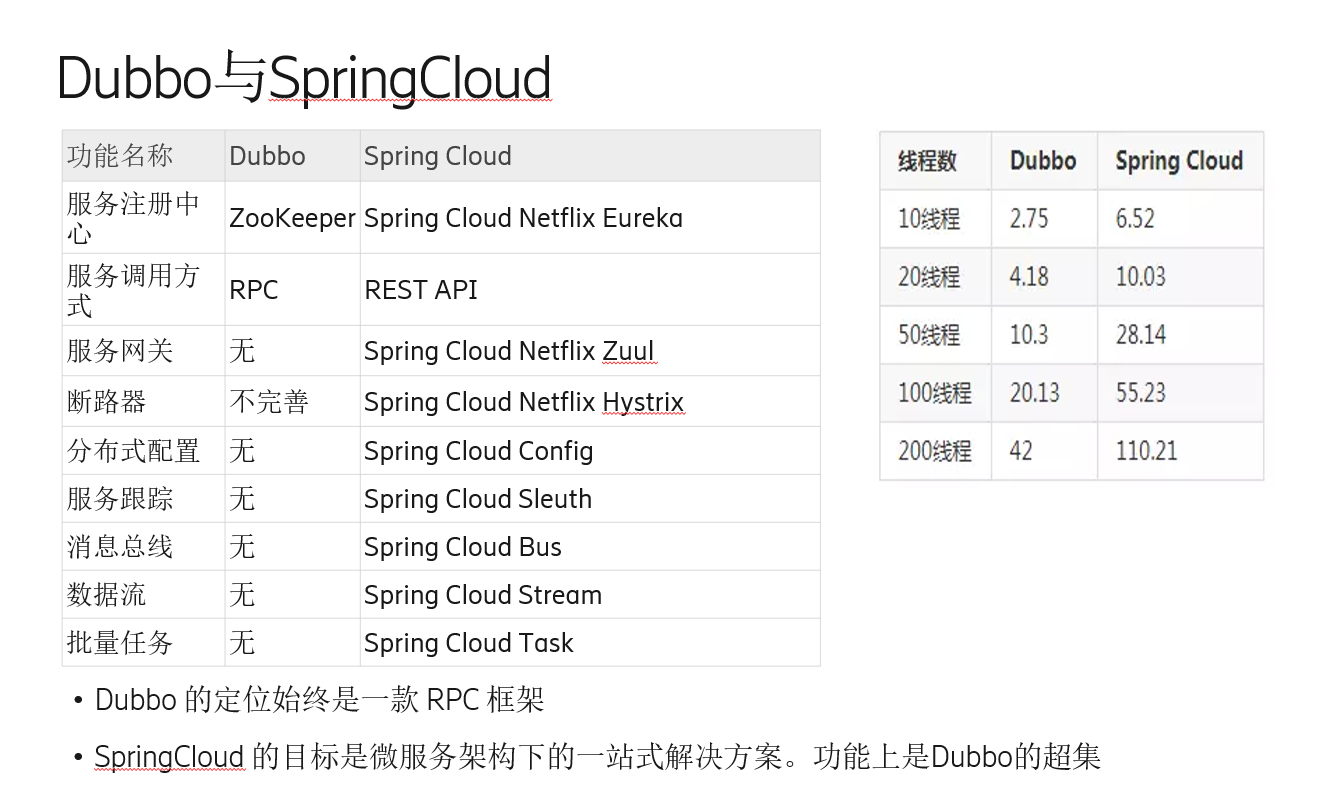 Dubbo与SpringCloud
功能名称 Dubbo Spring Cloud
服务注册中
心 ZooKeeper Spring Cloud Netflix Eureka
服务调用方
式 RPC REST API
服务网关 无 Spring Cloud Netflix Zuul
断路器 不完善 Spring Cloud Netflix Hystrix
分布式配置 无 Spring Cloud Config
服务跟踪 无 Spring Cloud Sleuth
消息总线 无 Spring Cloud Bus
数据流 无 Spring Cloud Stream
批量任务 无 Spring Cloud Task
线程数 Dubbo Spring Cloud
10线程 2.75 6.52
20线程 4.18 10.03
50线程 10.3 28.14
100线程 20.13 55.23
200线程 42 110.21
• Dubbo 的定位始终是一款 RPC 框架
• SpringCloud 的目标是微服务架构下的一站式解决方案。功能上是Dubbo的超集